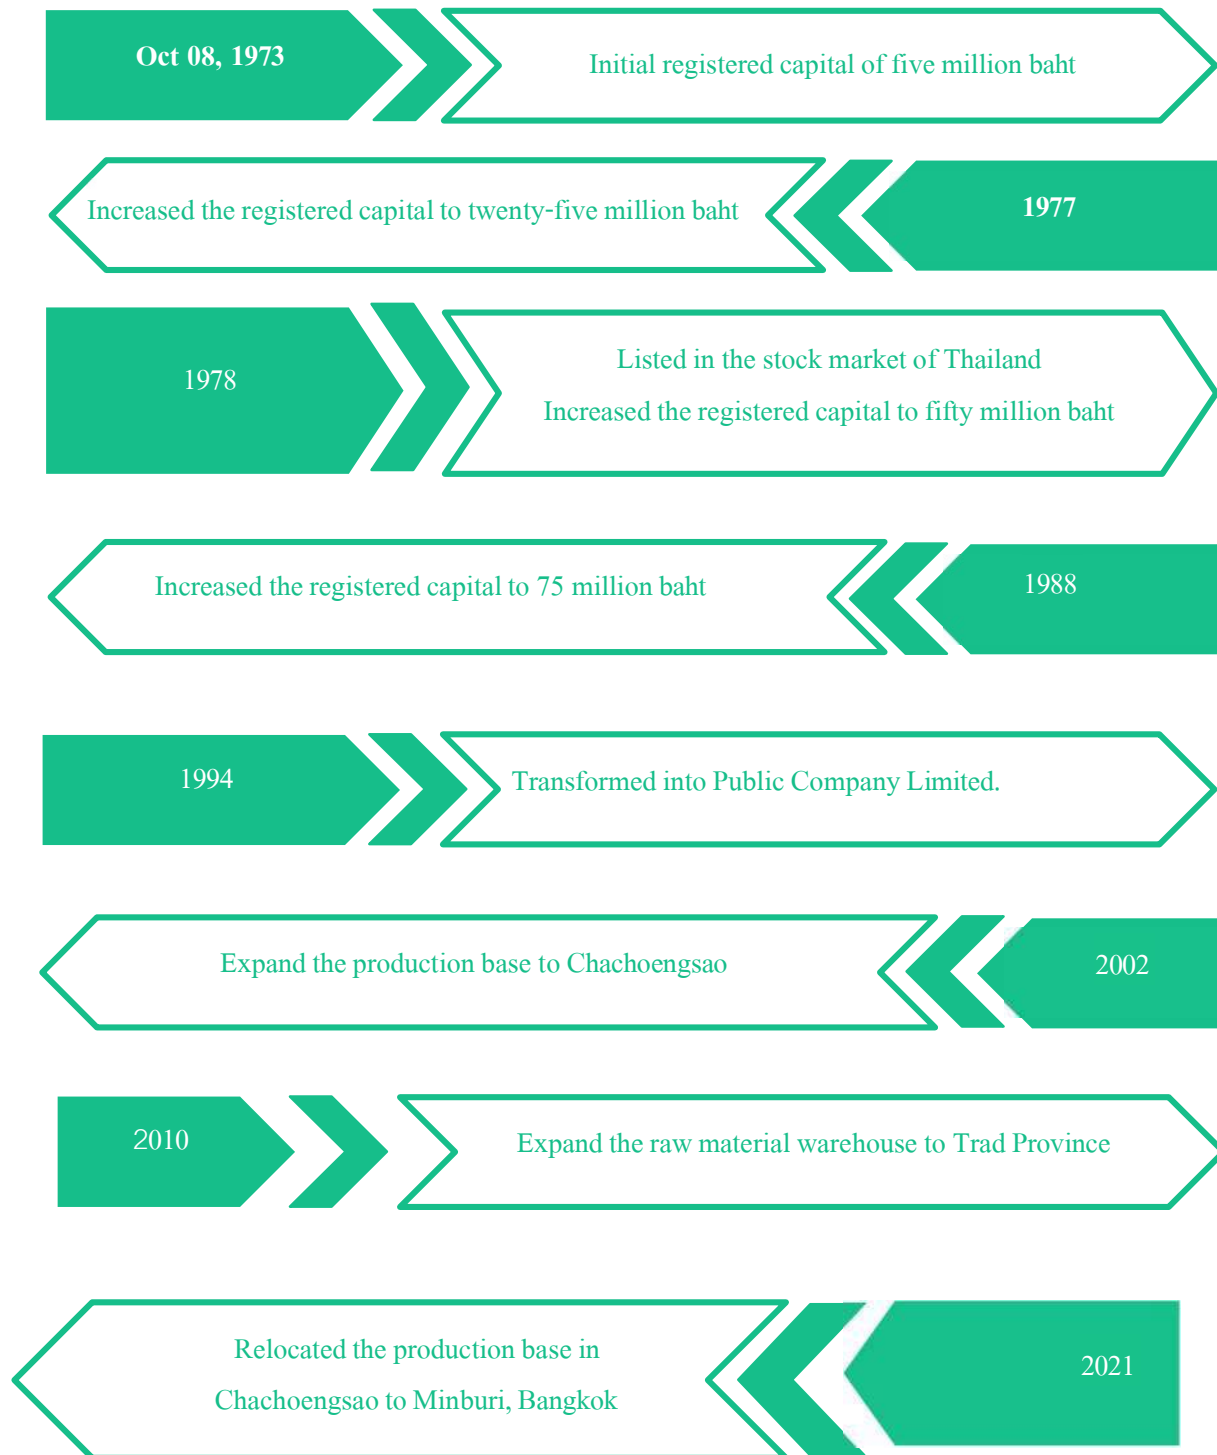 Oct 08, 1973
Initial registered capital of five million baht
Increased the registered capital to twenty-five million baht
1977
1978
Listed in the stock market of Thailand
Increased the registered capital to fifty million baht
Increased the registered capital to 75 million baht
1988
1994
Transformed into Public Company Limited.
Expand the production base to Chachoengsao
2002
2010
Expand the raw material warehouse to Trad Province
Relocated the production base in
Chachoengsao to Minburi, Bangkok
2021